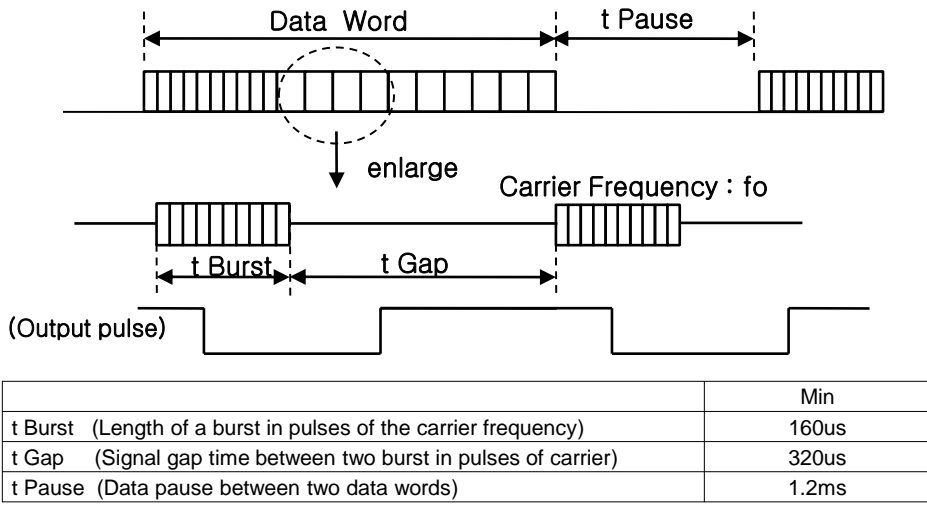 Data Word
t Pause
enlarge
Carrier Frequency : fo
t Burst
t Gap
(Output pulse)
Min
t Burst (Length of a burst in pulses of the carrier frequency) 160us
t Gap (Signal gap time between two burst in pulses of carrier) 320us
t Pause (Data pause between two data words) 1.2ms